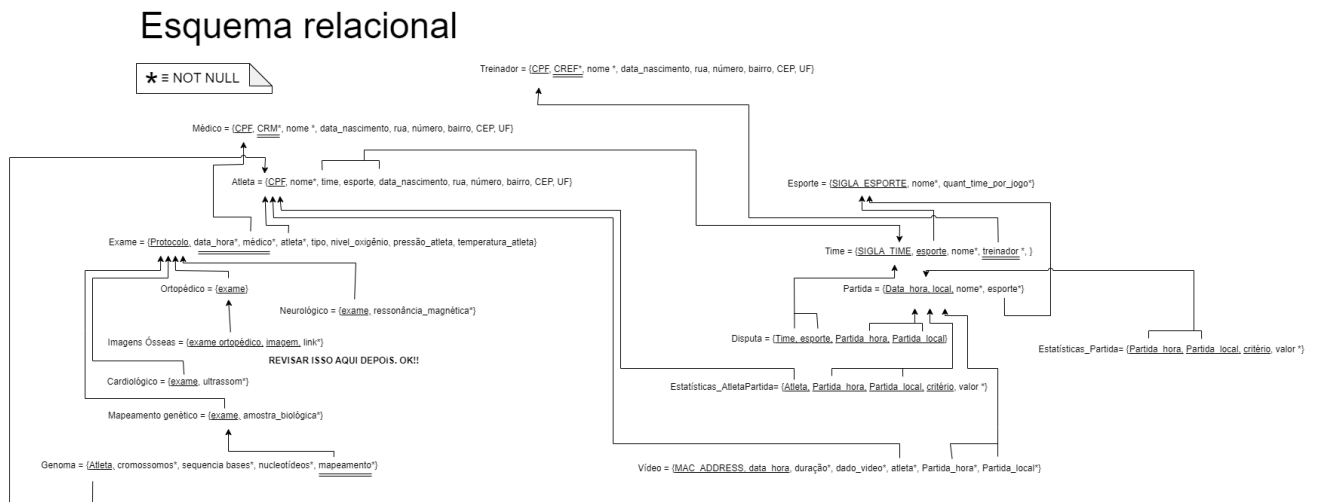 Esquema relacional
* ≡ NOT NULL
Treinador = {CPF, CREF*, nome *, data_nascimento, rua, número, bairro, CEP, UF}
Médico = {CPF, CRM*, nome *, data_nascimento, rua, número, bairro, CEP, UF}
Atleta = {CPF, nome*, time, esporte, data_nascimento, rua, número, bairro, CEP, UF}
Esporte = {SIGLA_ESPORTE, nome*, quant_time_por_jogo*}
Exame = {Protocolo, data_hora*, médico*, atleta*, tipo, nivel_oxigênio, pressão_atleta, temperatura_atleta}
Time = {SIGLA_TIME, esporte, nome*, treinador *, }
Ortopédico = {exame}
Partida = {Data_hora, local, nome*, esporte*}
Neurológico = {exame, ressonância_magnética*}
Disputa = {Time, esporte, Partida_hora, Partida_local}
Imagens Ósseas = {exame ortopédico, imagem, link*}
Estatísticas_Partida= {Partida_hora, Partida_local, critério, valor *}
REVISAR ISSO AQUI DEPOIS. OK!!
Cardiológico = {exame, ultrassom*}
Estatísticas_AtletaPartida= {Atleta, Partida_hora, Partida_local, critério, valor *}
Mapeamento genético = {exame, amostra_biológica*}
Genoma = {Atleta, cromossomos*, sequencia bases*, nucleotídeos*, mapeamento*}
Vídeo = {MAC_ADDRESS, data_hora, duração*, dado_video*, atleta*, Partida_hora*, Partida_local*}